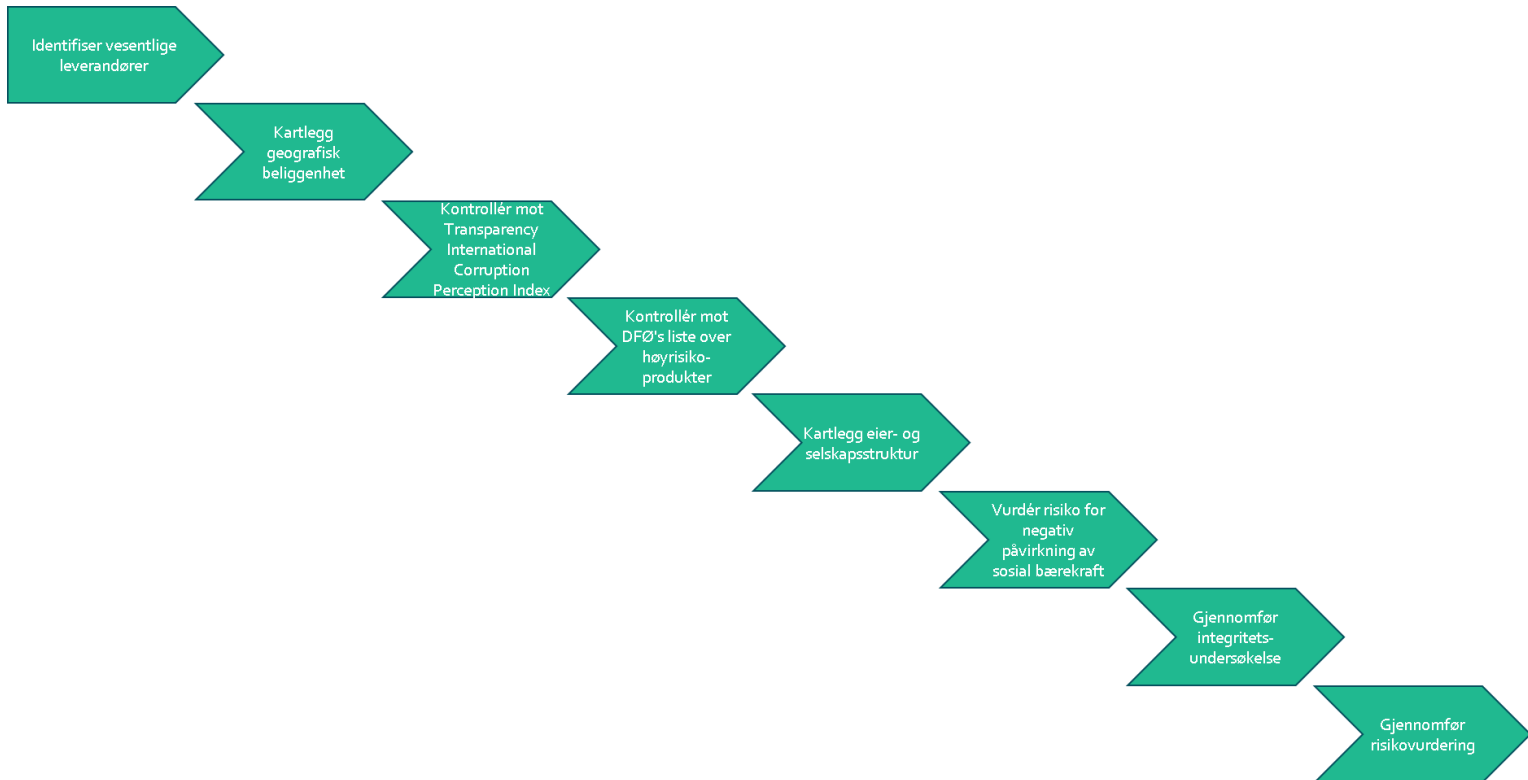 Identifiser vesentlige
leverandører
Kartlegg
geografisk
beliggenhet
Kontrollér mot
Transparency
International
Corruption
Perception Index
Kontrollér mot
DFØ's liste over
høyrisiko-
produkter
Kartlegg eier- og
selskapsstruktur
Vurdér risiko for
negativ
påvirkning av
sosial bærekraft
Gjennomfør
integritets-
undersøkelse
Gjennomfør
risikovurdering